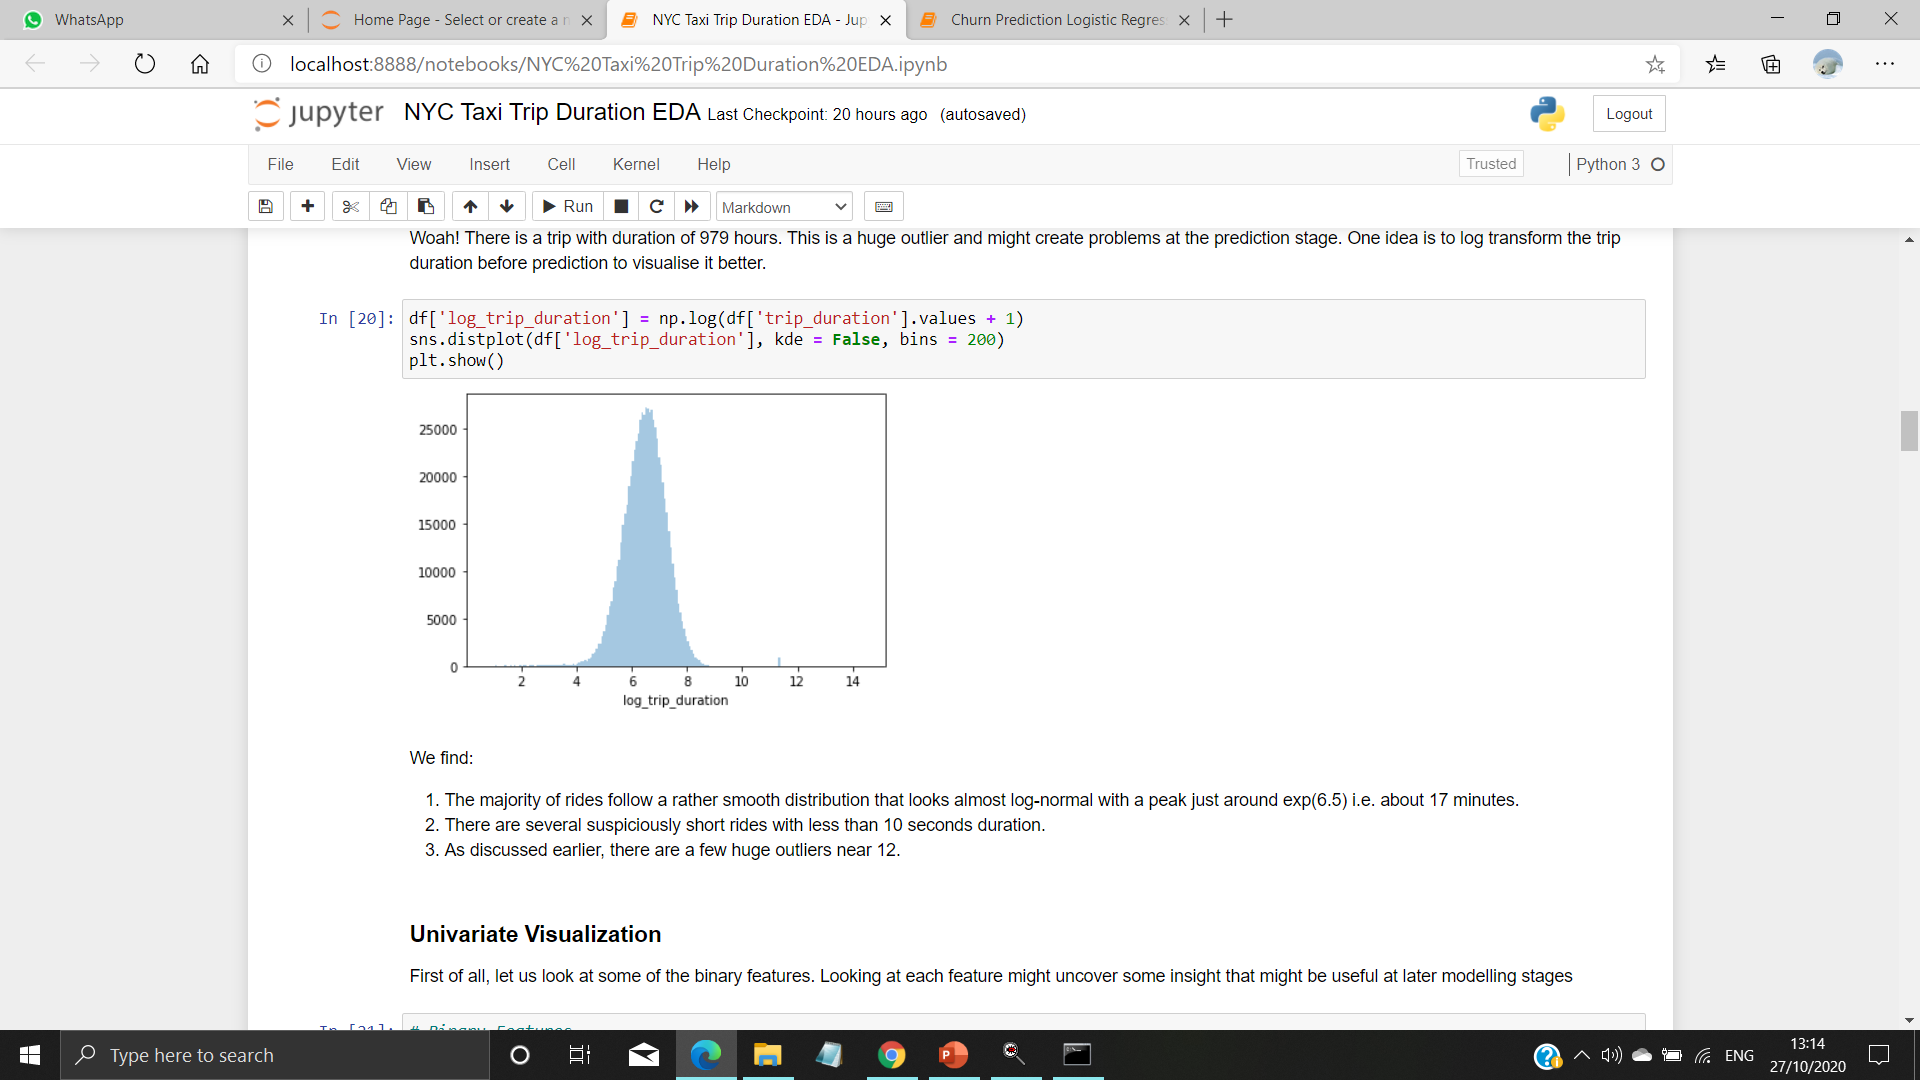 WhatsApp
Home Page - Select or create a n
NYC Taxi Trip Duration EDA - Jup
Churn Prediction Logistic Regres
localhost:8888/notebooks/NYC%20Taxi%20Trip%20Duration%20EDA.ipynb
jupyter NYC Taxi Trip Duration EDA Last Checkpoint: 20 hours ago (autosaved)
Logout
File Edit View Insert Cell Kernel Help
Trusted
Python 3
Run
Markdown
Woah! There is a trip with duration of 979 hours. This is a huge outlier and might create problems at the prediction stage. One idea is to log transform the trip
duration before prediction to visualise it better.
In [20]: df['log_trip_duration'] = np.log(df['trip_duration'].values + 1)
sns.distplot(df['log_trip_duration'], kde = False, bins = 200)
plt.show()
25000
20000
15000
10000
5000
0
2 4 6 8 10 12 14
log_trip_duration
We find:
1. The majority of rides follow a rather smooth distribution that looks almost log-normal with a peak just around exp(6.5) i.e. about 17 minutes.
2. There are several suspiciously short rides with less than 10 seconds duration.
3. As discussed earlier, there are a few huge outliers near 12.
Univariate Visualization
First of all, let us look at some of the binary features. Looking at each feature might uncover some insight that might be useful at later modelling stages
In [21]: # Binary Features
Type here to search
ENG
13:14
27/10/2020